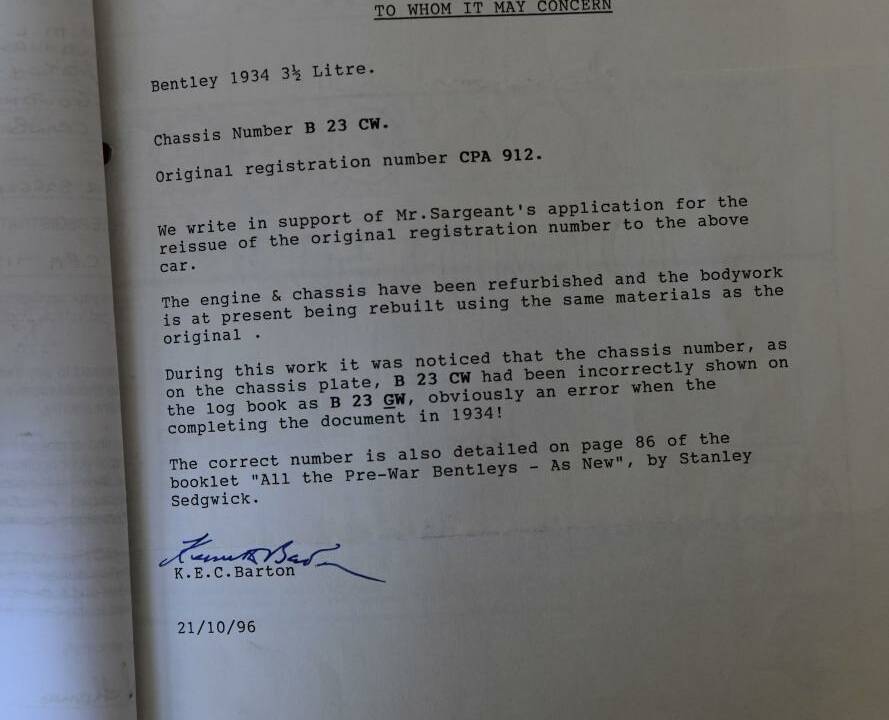 TO WHOM IT MAY CONCERN
Bentley 1934 3½ Litre.
Chassis Number B 23 CW.
Original registration number CPA 912.
We write in support of Mr.Sargeant's application for the
reissue of the original registration number to the above
car.
The engine & chassis have been refurbished and the bodywork
is at present being rebuilt using the same materials as the
original .
During this work it was noticed that the chassis number, as
on the chassis plate, B 23 CW had been incorrectly shown on
the log book as B 23 GW, obviously an error when the
completing the document in 1934!
The correct number is also detailed on page 86 of the
booklet "All the Pre-War Bentleys - As New", by Stanley
Sedgwick.
Kenneth Barton
K.E.C.Barton
21/10/96